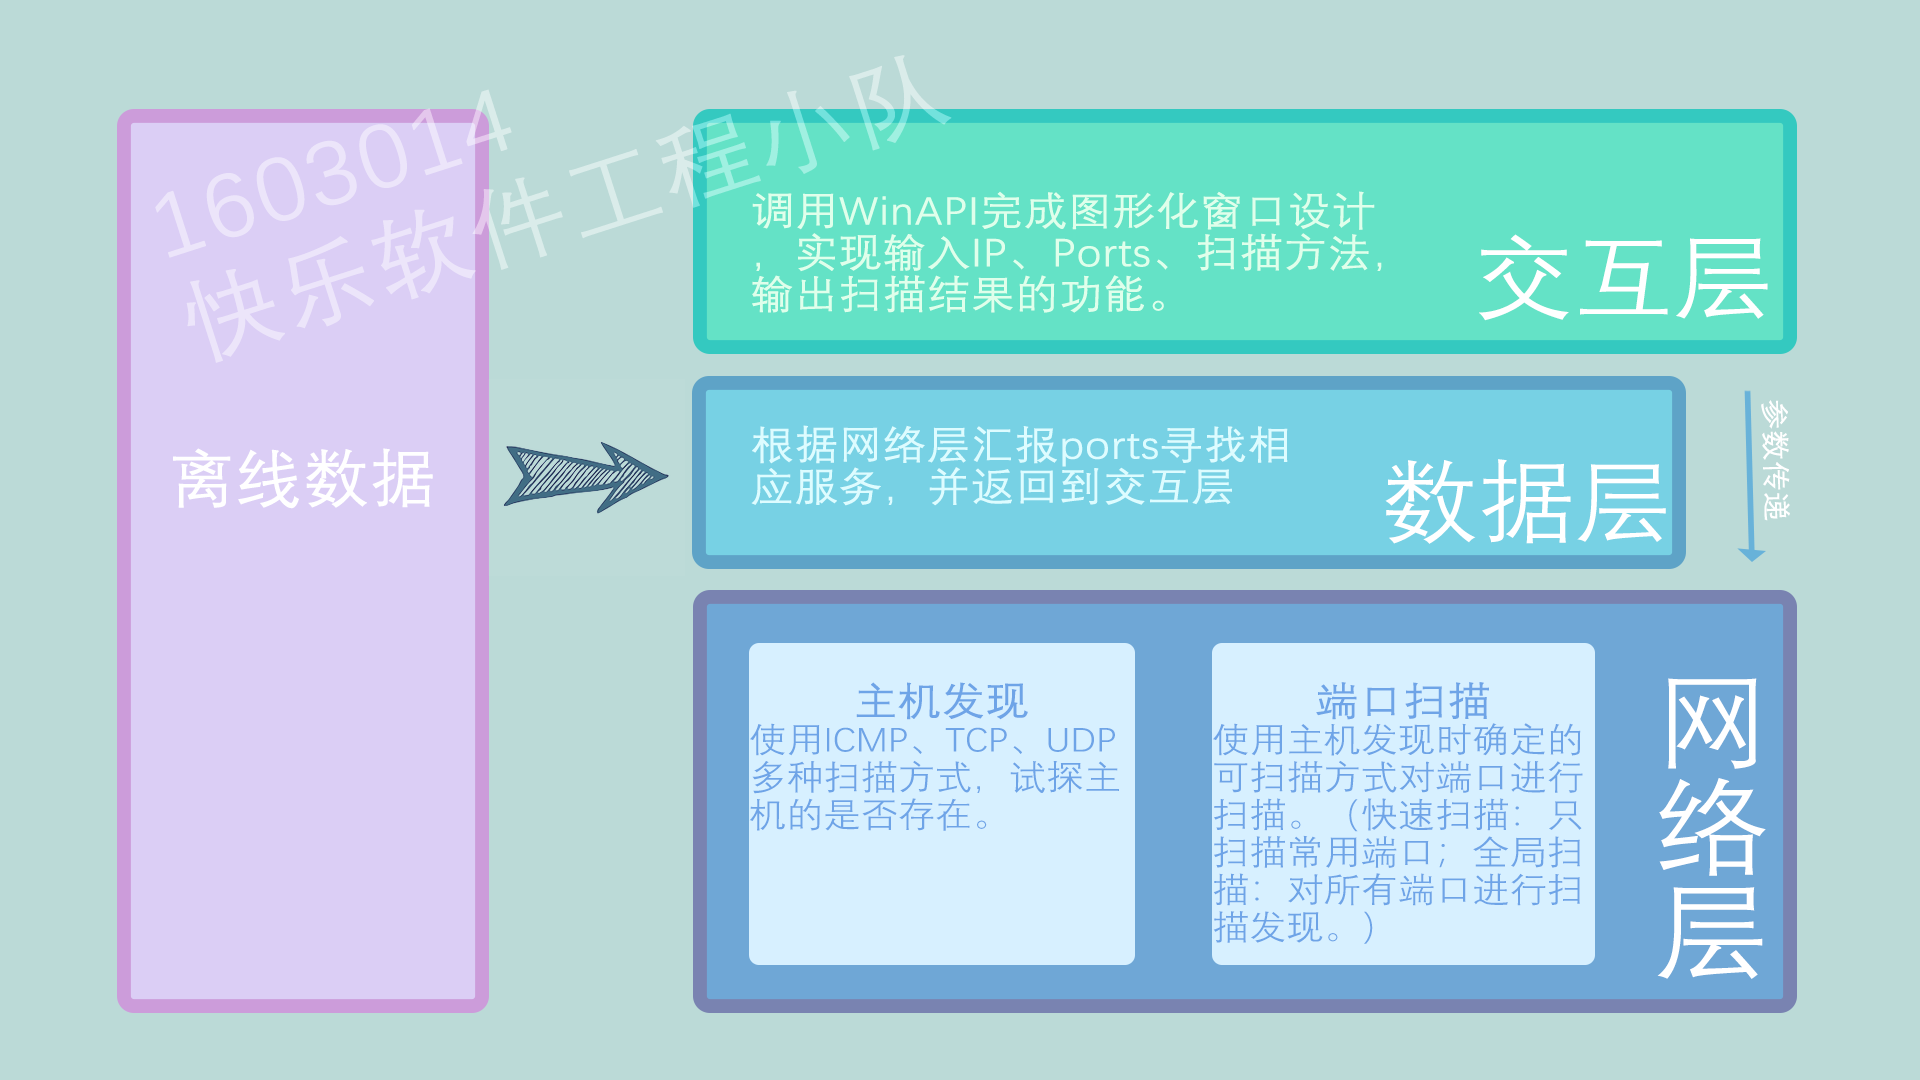 1603014
快乐软件工程小队
离线数据
调用WinAPI完成图形化窗口设计
，实现输入IP、Ports、扫描方法，
输出扫描结果的功能。
交互层
根据网络层汇报ports寻找相
应服务，并返回到交互层
数据层
参数传递
主机发现
使用ICMP、TCP、UDP
多种扫描方式，试探主
机的是否存在。
端口扫描
使用主机发现时确定的
可扫描方式对端口进行
扫描。（快速扫描：只
扫描常用端口；全局扫
描：对所有端口进行扫
描发现。）
网
络
层